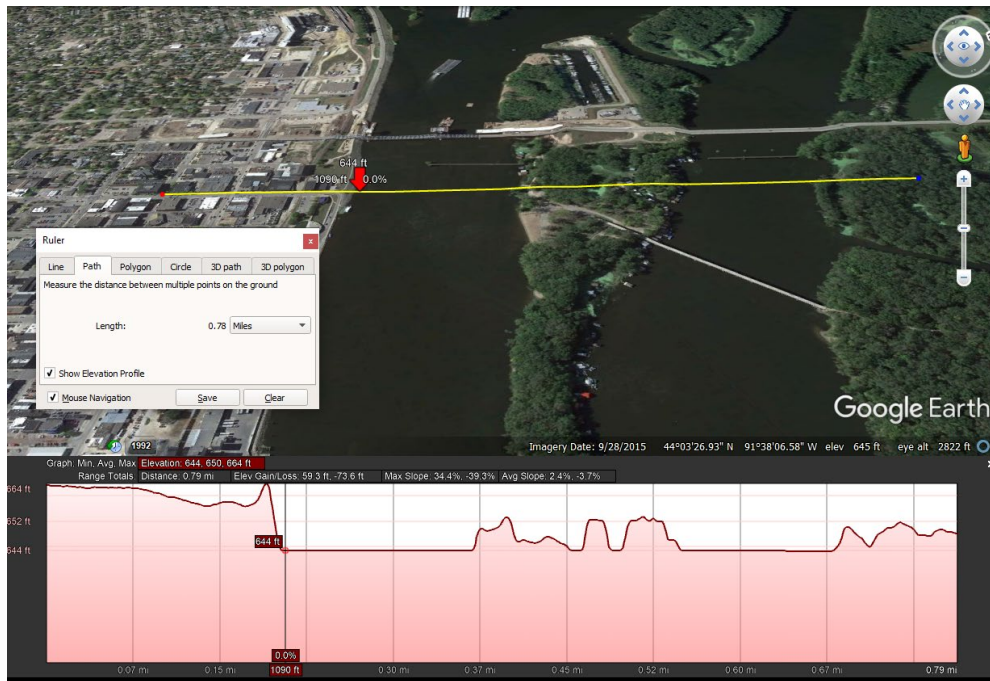 644 ft
1090 ft 0.0%
Ruler
x
Line Path Polygon Circle 3D path 3D polygon
Measure the distance between multiple points on the ground
Length: 0.78 Miles
Show Elevation Profile
Mouse Navigation Save Clear
Google Earth
1992
Imagery Date: 9/28/2015 44°03'26.93" N 91°38'06.58" W elev 645 ft eye alt 2822 ft
Graph: Min, Avg, Max Elevation: 644, 650, 664 ft
Range Totals: Distance: 0.79 mi Elev Gain/Loss: 59.3 ft, -73.6 ft Max Slope: 34.4%, -39.3% Avg Slope: 2.4%, -3.7%
664 ft
652 ft
644 ft
644 ft
0.0%
0.07 mi 0.15 mi 1090 ft 0.30 mi 0.37 mi 0.45 mi 0.52 mi 0.60 mi 0.67 mi 0.79 mi